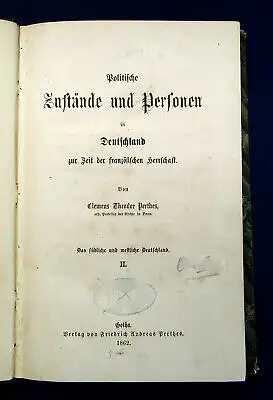 Politische
Zustände und Personen
in
Deutschland
zur Zeit der französischen Herrschaft.
Von
Clemens Theodor Perthes,
ord. Professor der Rechte in Bonn.
Das südliche und westliche Deutschland.
II.
Gotha.
Verlag von Friedrich Andreas Perthes.
1862.